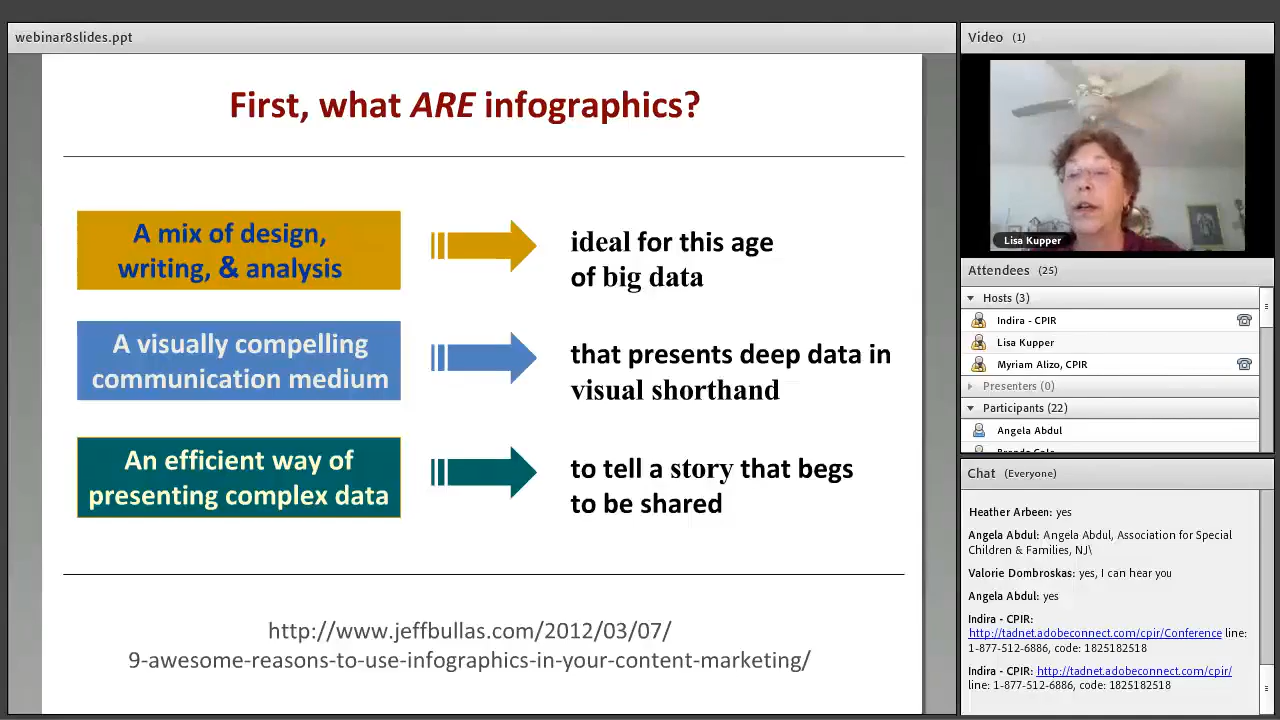 webinar8slides.ppt
First, what ARE infographics?
A mix of design,
writing, & analysis
ideal for this age
of big data
A visually compelling
communication medium
that presents deep data in
visual shorthand
An efficient way of
presenting complex data
to tell a story that begs
to be shared
http://www.jeffbullas.com/2012/03/07/
9-awesome-reasons-to-use-infographics-in-your-content-marketing/
Video (1)
Lisa Kupper
Attendees (25)
Hosts (3)
Indira - CPIR
Lisa Kupper
Myriam Alizo, CPIR
Presenters (0)
Participants (22)
Angela Abdul
Chat (Everyone)
Heather Arbeen: yes
Angela Abdul: Angela Abdul, Association for Special
Children & Families, NJ\
Valorie Dombroskas: yes, I can hear you
Angela Abdul: yes
Indira - CPIR:
http://tadnet.adobeconnect.com/cpir/Conference line:
1-877-512-6886, code: 1825182518
Indira - CPIR: http://tadnet.adobeconnect.com/cpir/
line: 1-877-512-6886, code: 1825182518